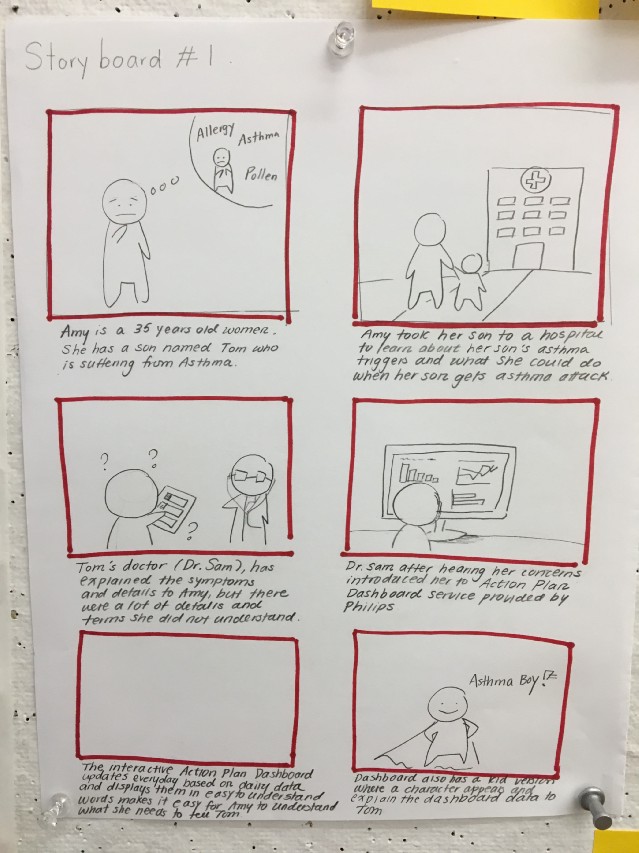 Story board #1
Allergy
Asthma
Pollen
Amy is a 35 years old women.
She has a son named Tom who
is suffering from Asthma.
Amy took her son to a hospital
to learn about her son's asthma
triggers and what she could do
when her son gets asthma attack.
? ?
?
Tom's doctor (Dr. Sam), has
explained the symptoms
and details to Amy, but there
were a lot of details and
terms she did not understand.
Dr. Sam after hearing her concerns
introduced her to Action Plan
Dashboard service provided by
Philips
The interactive Action Plan Dashboard
updates everyday based on dairy data
and displays them in easy to understand
words makes it easy for Amy to understand
what she needs to tell Tom
Asthma Boy!
Dashboard also has a kid version
where a character appears and
explain the dashboard data to
Tom